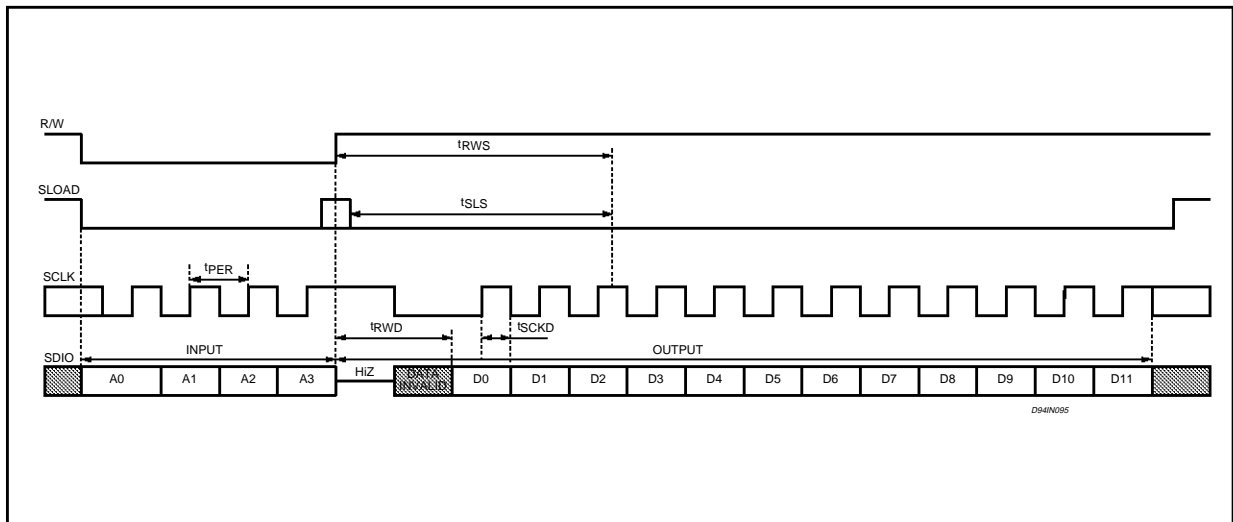 R/W
tRWS
SLOAD
tSLS
SCLK
tPER
tRWD
tSCKD
SDIO
INPUT
OUTPUT
A0 A1 A2 A3 HiZ DATA INVALID D0 D1 D2 D3 D4 D5 D6 D7 D8 D9 D10 D11
D94IN095